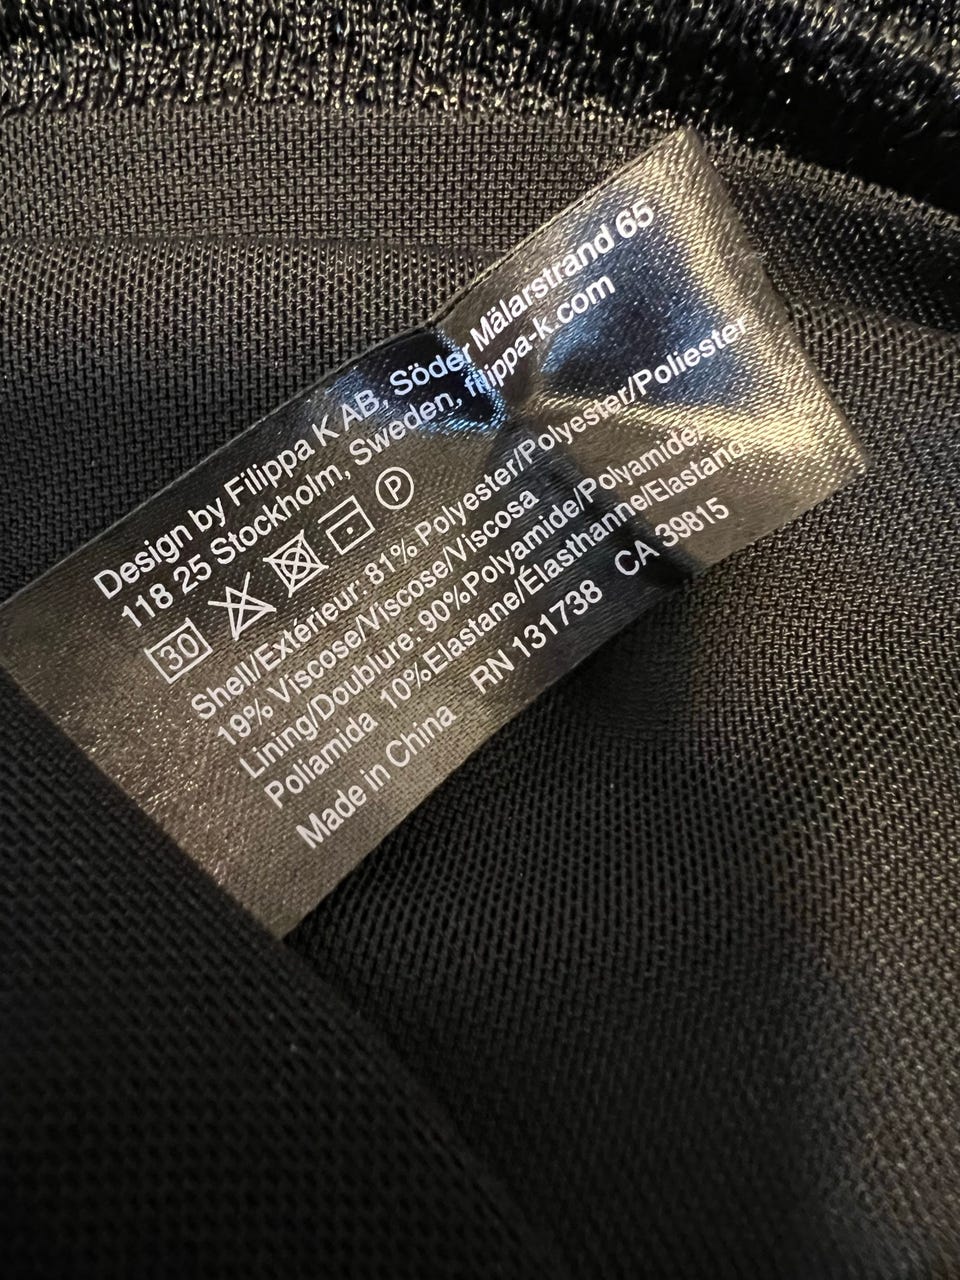 Design by Filippa K AB, Söder Mälarstrand 65
118 25 Stockholm, Sweden, filippa-k.com
30 P
Shell/Extérieur: 81% Polyester/Polyester/Poliester
19% Viscose/Viscose/Viscosa
Lining/Doublure: 90%Polyamide/Polyamide/
Poliamida 10%Elastane/Élasthanne/Elastano
RN 131738 CA 39815
Made in China